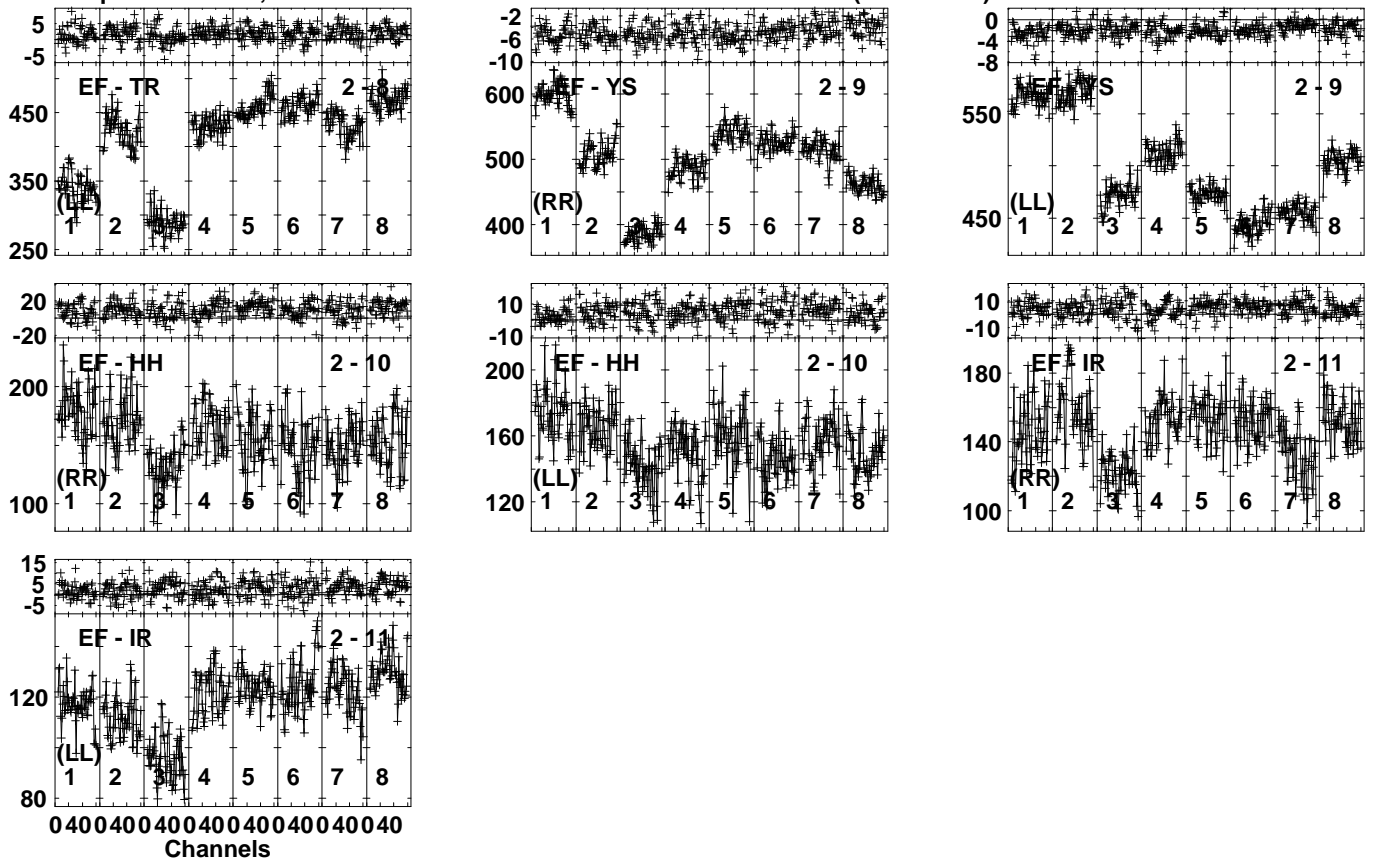 5
-5
EF - TR 2 - 8
450
350
250
(LL)
1 2 3 4 5 6 7 8
-2
-6
-10
EF - YS 2 - 9
600
500
400
(RR)
1 2 3 4 5 6 7 8
0
-4
-8
EF - YS 2 - 9
550
450
(LL)
1 2 3 4 5 6 7 8
20
-20
EF - HH 2 - 10
200
100
(RR)
1 2 3 4 5 6 7 8
10
-10
EF - HH 2 - 10
200
160
120
(LL)
1 2 3 4 5 6 7 8
10
-10
EF - IR 2 - 11
180
140
100
(RR)
1 2 3 4 5 6 7 8
15
5
-5
EF - IR 2 - 11
120
80
(LL)
1 2 3 4 5 6 7 8
0 40 0 40 0 40 0 40 0 40 0 40 0 40 0 40
Channels